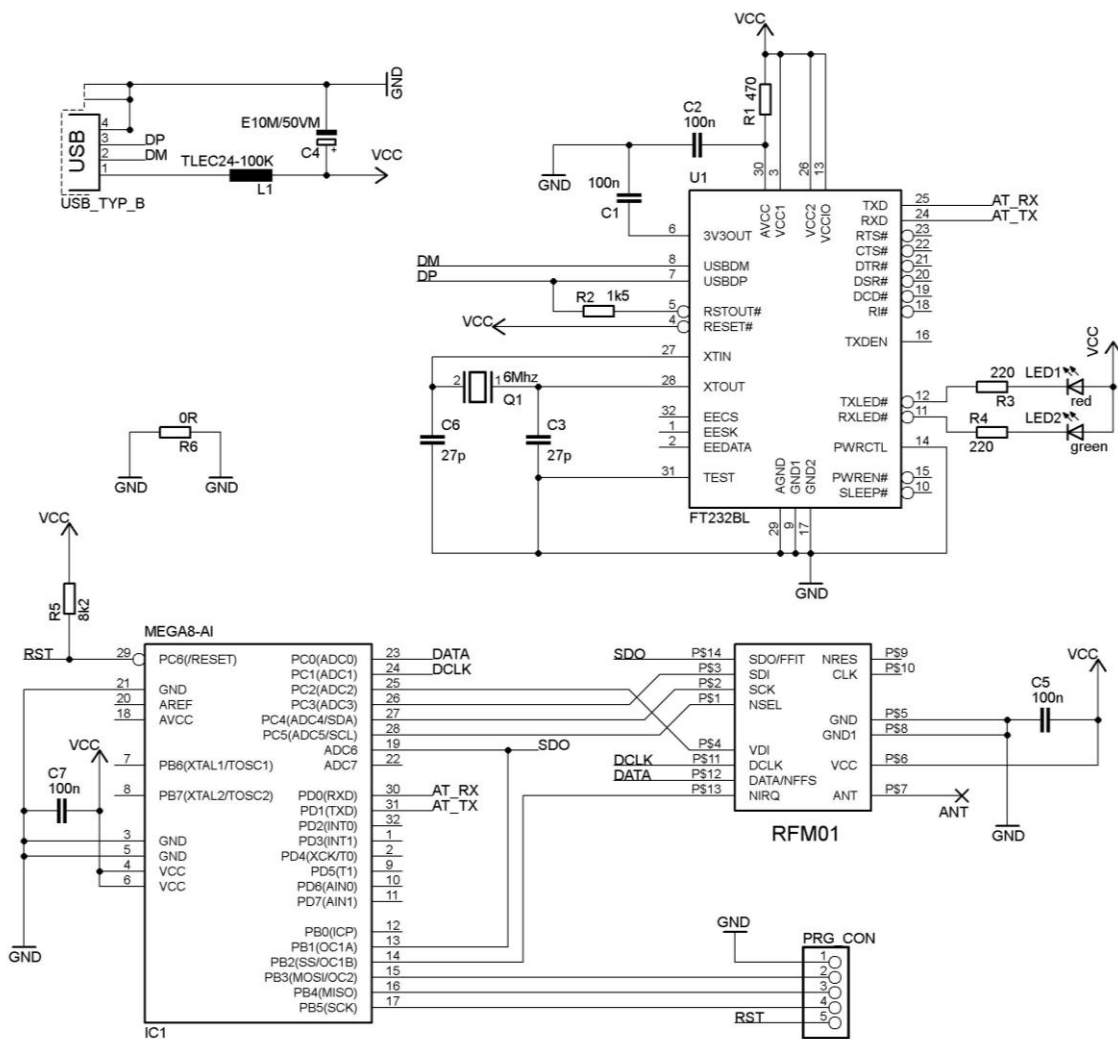 GND
USB
4
3
2
1
DP
DM
USB_TYP_B
E10M/50VM
C4
+
TLEC24-100K
L1
VCC
VCC
470
R1
C2
100n
GND
100n
C1
U1
30
3
26
13
AVCC
VCC1
VCC2
VCCIO
6 3V3OUT
DM 8 USBDM
DP 7 USBDP
R2 1k5
5 RSTOUT#
VCC 4 RESET#
27 XTIN
2 1 6Mhz
Q1
28 XTOUT
32 EECS
1 EESK
2 EEDATA
31 TEST
C6
27p
C3
27p
TXD 25 AT_RX
RXD 24 AT_TX
RTS# 23
CTS# 22
DTR# 21
DSR# 20
DCD# 19
RI# 18
TXDEN 16
TXLED# 12
RXLED# 11
PWRCTL 14
PWREN# 15
SLEEP# 10
220 LED1
R3 red
R4 LED2
220 green
VCC
AGND
GND1
GND2
29
9
17
FT232BL
GND
0R
R6
GND GND
VCC
R5
8k2
MEGA8-AI
RST 29 PC6(/RESET)
21 GND
20 AREF
18 AVCC
VCC
7 PB6(XTAL1/TOSC1)
C7
100n
8 PB7(XTAL2/TOSC2)
3 GND
5 GND
4 VCC
6 VCC
GND
PC0(ADC0) 23 DATA
PC1(ADC1) 24 DCLK
PC2(ADC2) 25
PC3(ADC3) 26
PC4(ADC4/SDA) 27
PC5(ADC5/SCL) 28
ADC6 19 SDO
ADC7 22
PD0(RXD) 30 AT_RX
PD1(TXD) 31 AT_TX
PD2(INT0) 32
PD3(INT1) 1
PD4(XCK/T0) 2
PD5(T1) 9
PD6(AIN0) 10
PD7(AIN1) 11
PB0(ICP) 12
PB1(OC1A) 13
PB2(SS/OC1B) 14
PB3(MOSI/OC2) 15
PB4(MISO) 16
PB5(SCK) 17
IC1
SDO P$14 SDO/FFIT
P$3 SDI
P$2 SCK
P$1 NSEL
P$4 VDI
DCLK P$11 DCLK
DATA P$12 DATA/NFFS
P$13 NIRQ
NRES P$9
CLK P$10
GND P$5
GND1 P$8
VCC P$6
ANT P$7
ANT
RFM01
C5
100n
VCC
GND
GND
PRG_CON
1
2
3
4
RST 5